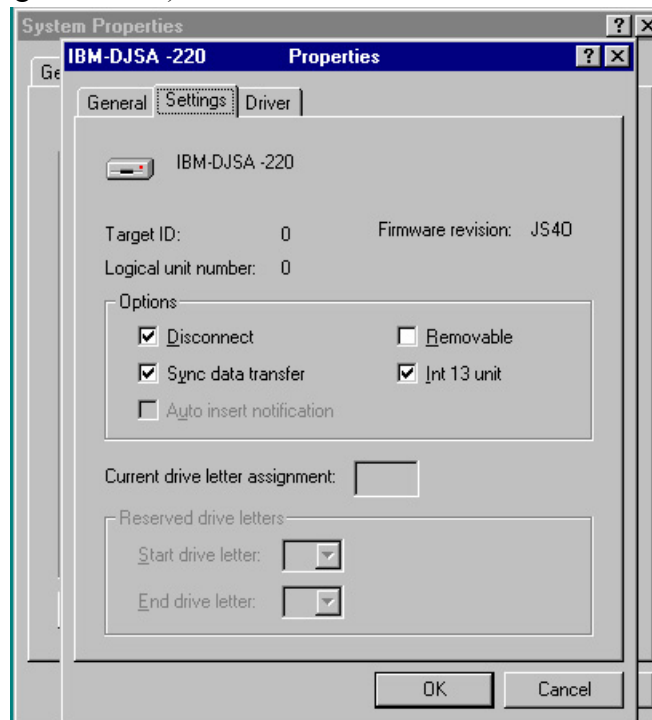 System Properties
IBM-DJSA -220 Properties
Ge
General Settings Driver
IBM-DJSA -220
Target ID: 0 Firmware revision: JS4O
Logical unit number: 0
Options
Disconnect Removable
Sync data transfer Int 13 unit
Auto insert notification
Current drive letter assignment:
Reserved drive letters
Start drive letter:
End drive letter:
OK Cancel